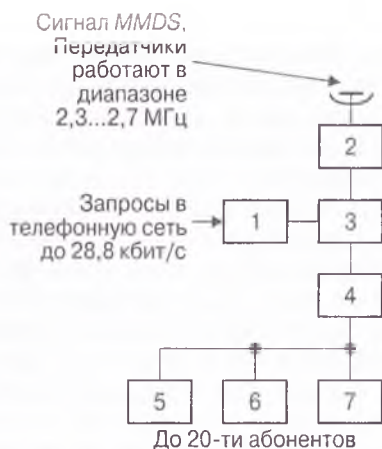 Сигнал MMDS,
Передатчики
работают в
диапазоне
2,3...2,7 МГц
2
Запросы в
телефонную сеть
до 28,8 кбит/с
1
3
4
5
6
7
До 20-ти абонентов